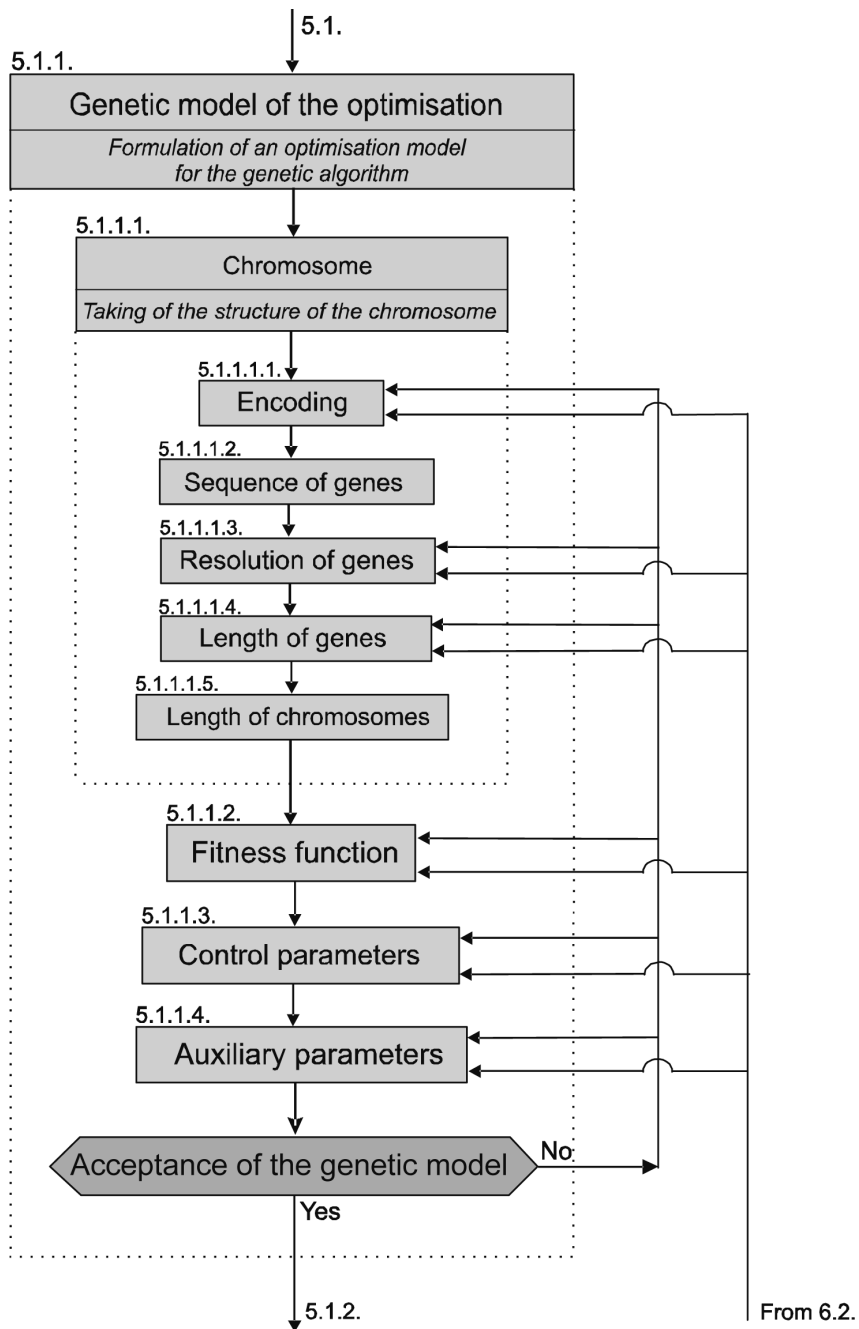 5.1.
5.1.1.
Genetic model of the optimisation
Formulation of an optimisation model
for the genetic algorithm
5.1.1.1.
Chromosome
Taking of the structure of the chromosome
5.1.1.1.1.
Encoding
5.1.1.1.2.
Sequence of genes
5.1.1.1.3.
Resolution of genes
5.1.1.1.4.
Length of genes
5.1.1.1.5.
Length of chromosomes
5.1.1.2.
Fitness function
5.1.1.3.
Control parameters
5.1.1.4.
Auxiliary parameters
Acceptance of the genetic model
No
Yes
5.1.2.
From 6.2.